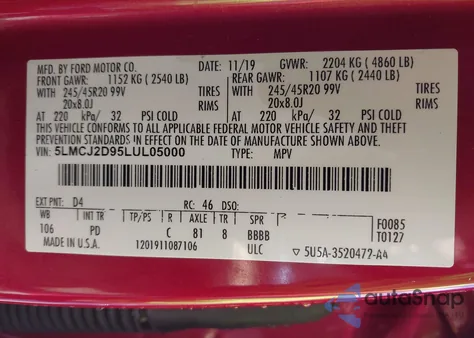 MFD. BY FORD MOTOR CO. DATE: 11/19 GVWR: 2204 KG (4860 LB)
FRONT GAWR: 1152 KG (2540 LB) REAR GAWR: 1107 KG (2440 LB)
WITH 245/45R20 99V TIRES WITH 245/45R20 99V TIRES
20x8.0J RIMS 20x8.0J RIMS
AT 220 kPa/ 32 PSI COLD AT 220 kPa/ 32 PSI COLD
THIS VEHICLE CONFORMS TO ALL APPLICABLE FEDERAL MOTOR VEHICLE SAFETY AND THEFT
PREVENTION STANDARDS IN EFFECT ON THE DATE OF MANUFACTURE SHOWN ABOVE.
VIN: 5LMCJ2D95LUL05000 TYPE: MPV
EXT PNT: D4 RC: 46 DSO:
WB INT TR TP/PS R AXLE TR SPR
106 PD C 81 8 BBBB
F0085
T0127
MADE IN U.S.A. 1201911087106 ULC 5U5A-3520472-AA
autoSnap